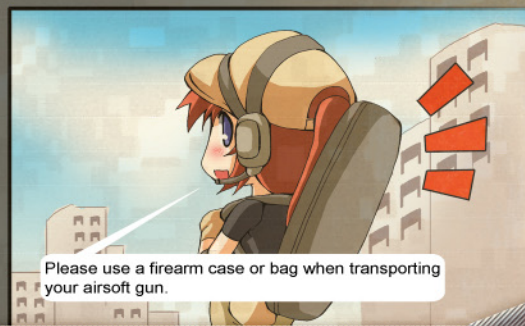 Please use a firearm case or bag when transporting
your airsoft gun.